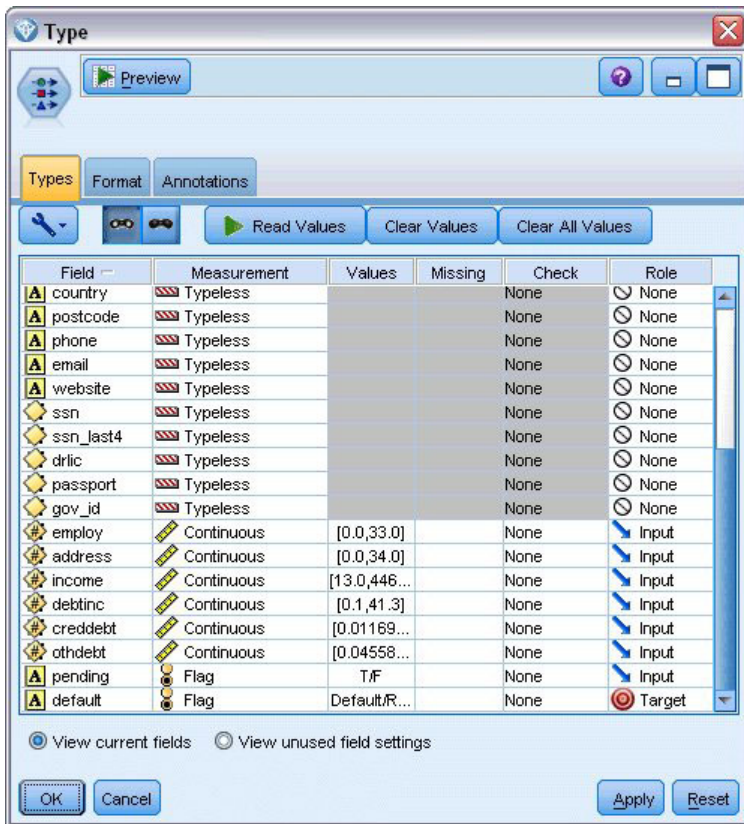 Type
Preview
Types Format Annotations
Read Values Clear Values Clear All Values
Field Measurement Values Missing Check Role
A country Typeless None None
A postcode Typeless None None
A phone Typeless None None
A email Typeless None None
A website Typeless None None
ssn Typeless None None
ssn_last4 Typeless None None
drlic Typeless None None
passport Typeless None None
gov_id Typeless None None
# employ Continuous [0.0,33.0] None Input
# address Continuous [0.0,34.0] None Input
# income Continuous [13.0,446... None Input
# debtinc Continuous [0.1,41.3] None Input
# creddebt Continuous [0.01169... None Input
# othdebt Continuous [0.04558... None Input
A pending Flag T/F None Input
A default Flag Default/R... None Target
View current fields View unused field settings
OK Cancel Apply Reset